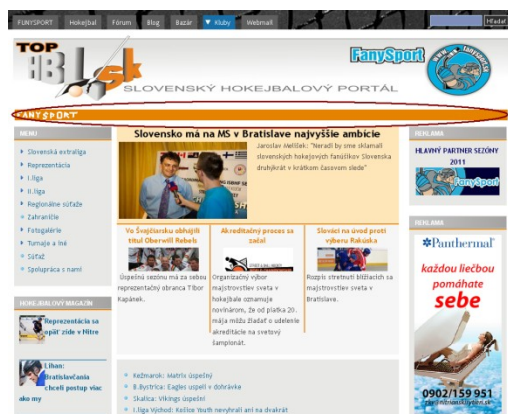 FUNYSPORT Hokejbal Fórum Blog Bazár Kluby Webmail Hľadať
TOP
HBL.sk
FanySport
SLOVENSKÝ HOKEJBALOVÝ PORTÁL
FANYSPORT
MENU
Slovenská extraliga
Reprezentácia
I.liga
II.liga
Regionálne súťaže
Zahraničie
Fotogalérie
Turnaje a iné
Súťaž
Spolupráca s nami
HOKEJBALOVÝ MAGAZÍN
Reprezentácia sa
opäť zíde v Nitre
Lihan:
Bratislavčania
chceli postup viac
ako my
Slovensko má na MS v Bratislave najvyššie ambície
Jaroslav Melišek: "Neradi by sme sklamali
slovenských hokejových fanúšikov Slovenska
druhýkrát v krátkom časovom slede"
Vo Švajčiarsku obhájili
titul Oberwill Rebels
Úspešnú sezónu má za sebou
reprezentačný obranca Tibor
Kapánek.
Akreditačný proces sa
začal
Organizačný výbor
majstrovstiev sveta v
hokejbale oznamuje
novinárom, že od piatka 20.
mája môžu žiadať o udelenie
akreditácie na svetový
šampionát.
Slováci na úvod proti
výberu Rakúska
Rozpis stretnutí blížiacich sa
majstrovstiev sveta v
Bratislave.
Kežmarok: Matrix úspešný
B.Bystrica: Eagles uspeli v dohrávke
Skalica: Vikings úspešní
I.liga Východ: Košice Youth nevyhrali ani na dvakrát
REKLAMA
HLAVNÝ PARTNER SEZÓNY
2011
FanySport
REKLAMA
Panthermal
každou liečbou
pomáhate
sebe
0902/159 951